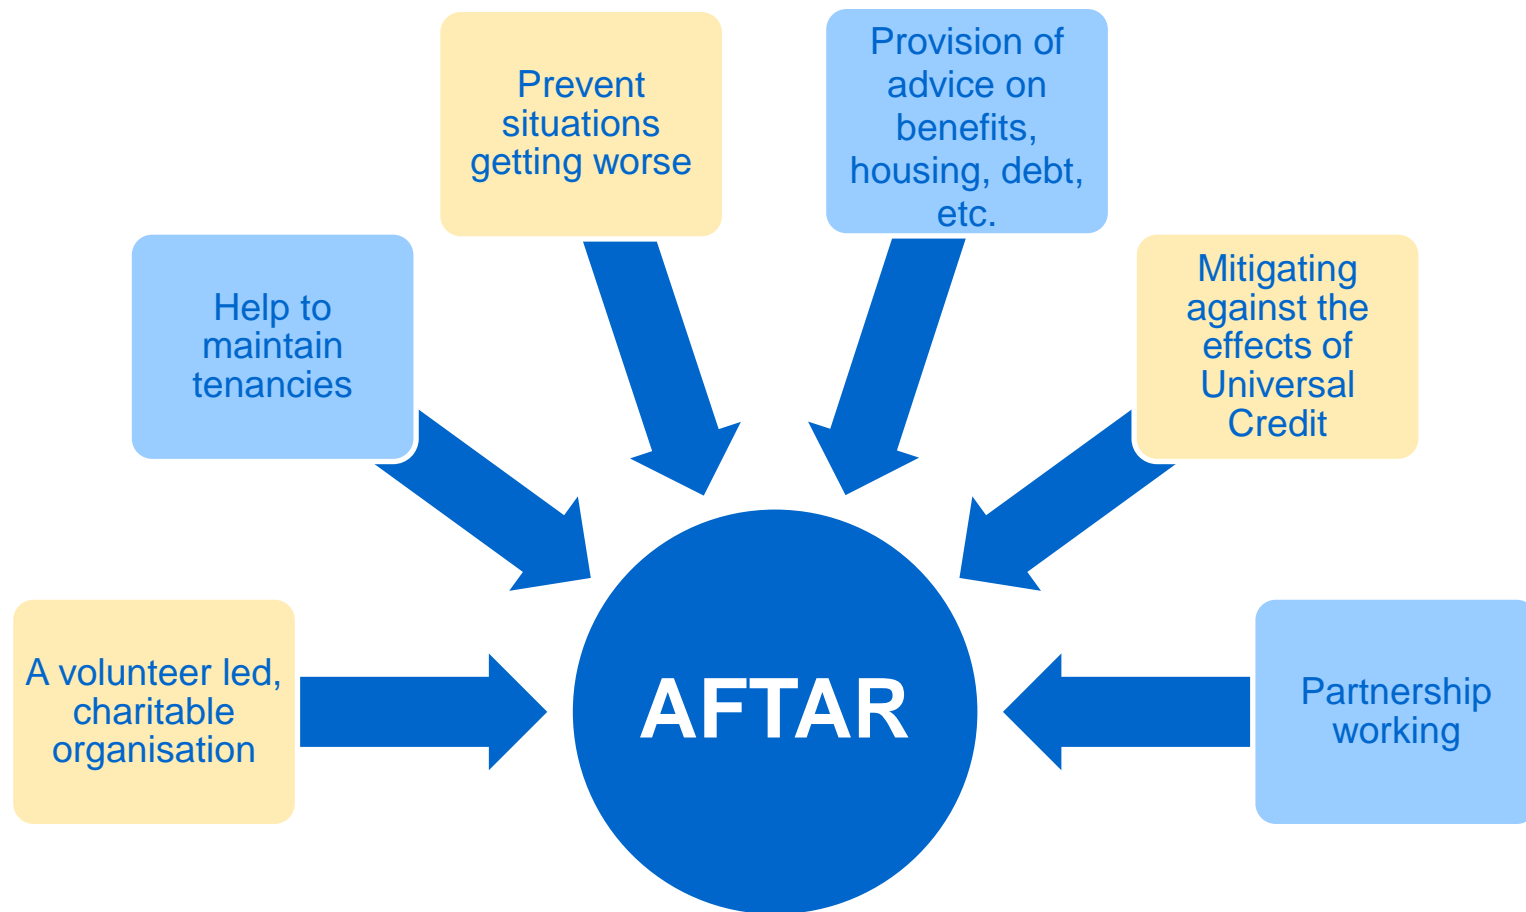 A volunteer led,
charitable
organisation
Help to
maintain
tenancies
Prevent
situations
getting worse
Provision of
advice on
benefits,
housing, debt,
etc.
Mitigating
against the
effects of
Universal
Credit
Partnership
working
AFTAR